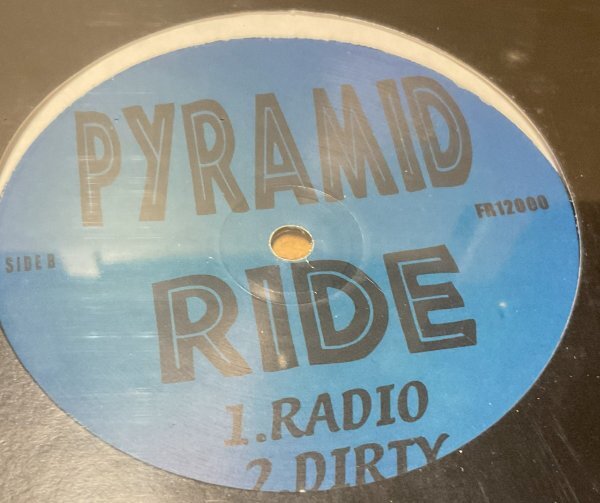 PYRAMID
FR12000
SIDE B
RIDE
1.RADIO
2.DIRTY